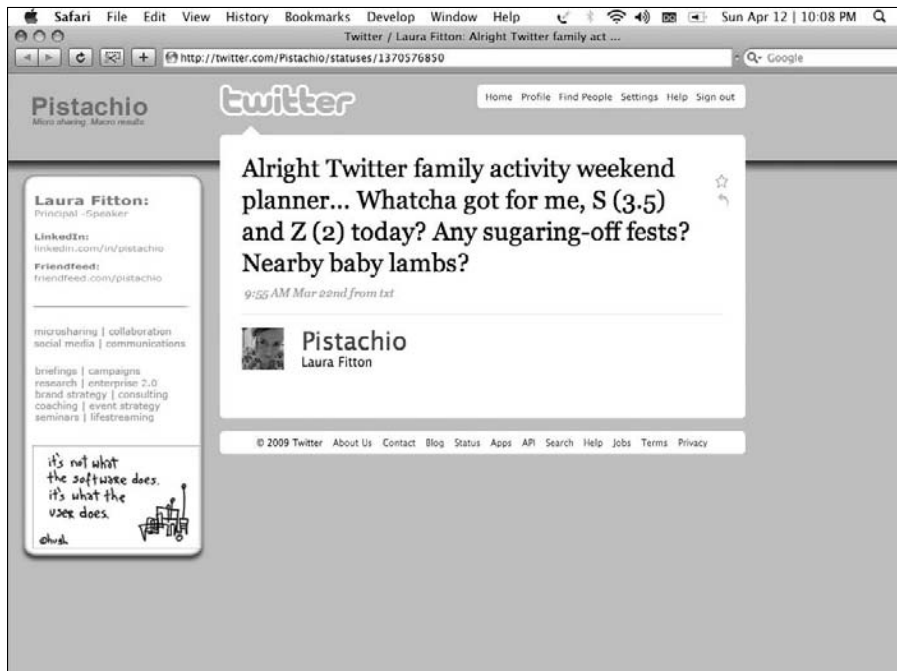 Safari File Edit View History Bookmarks Develop Window Help Sun Apr 12 | 10:08 PM
Twitter / Laura Fitton: Alright Twitter family act ...
http://twitter.com/Pistachio/statuses/1370576850
Google
Pistachio
Micro sharing. Macro results
twitter
Home Profile Find People Settings Help Sign out
Laura Fitton:
Principal -Speaker
LinkedIn:
linkedin.com/in/pistachio
Friendfeed:
friendfeed.com/pistachio
microsharing | collaboration
social media | communications
briefings | campaigns
research | enterprise 2.0
brand strategy | consulting
coaching | event strategy
seminars | lifestreaming
it's not what
the software does.
it's what the
user does.
©hugh
Alright Twitter family activity weekend
planner... Whatcha got for me, S (3.5)
and Z (2) today? Any sugaring-off fests?
Nearby baby lambs?
9:55 AM Mar 22nd from txt
Pistachio
Laura Fitton
© 2009 Twitter About Us Contact Blog Status Apps API Search Help Jobs Terms Privacy